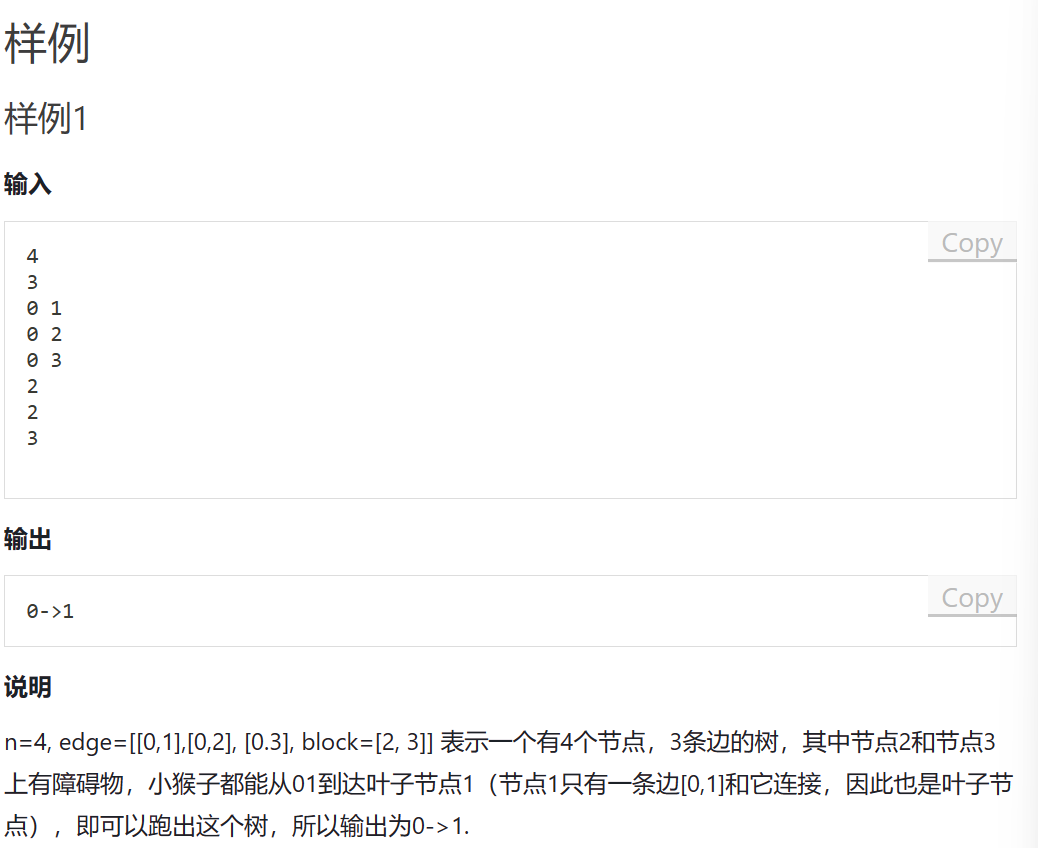 样例
样例1
输入
Copy
4
3
0 1
0 2
0 3
2
2
3
输出
Copy
0->1
说明
n=4, edge=[[0,1],[0,2], [0.3], block=[2, 3]] 表示一个有4个节点，3条边的树，其中节点2和节点3
上有障碍物，小猴子都能从01到达叶子节点1（节点1只有一条边[0,1]和它连接，因此也是叶子节
点），即可以跑出这个树，所以输出为0->1.